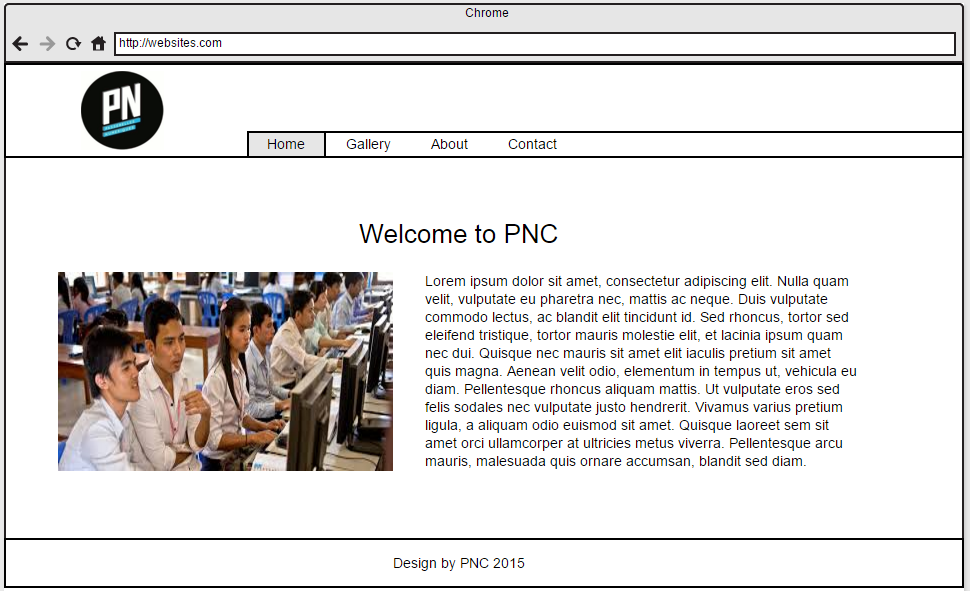 Chrome
http://websites.com
PN
Home Gallery About Contact
Welcome to PNC
Lorem ipsum dolor sit amet, consectetur adipiscing elit. Nulla quam
velit, vulputate eu pharetra nec, mattis ac neque. Duis vulputate
commodo lectus, ac blandit elit tincidunt id. Sed rhoncus, tortor sed
eleifend tristique, tortor mauris molestie elit, et lacinia ipsum quam
nec dui. Quisque nec mauris sit amet elit iaculis pretium sit amet
quis magna. Aenean velit odio, elementum in tempus ut, vehicula eu
diam. Pellentesque rhoncus aliquam mattis. Ut vulputate eros sed
felis sodales nec vulputate justo hendrerit. Vivamus varius pretium
ligula, a aliquam odio euismod sit amet. Quisque laoreet sem sit
amet orci ullamcorper at ultricies metus viverra. Pellentesque arcu
mauris, malesuada quis ornare accumsan, blandit sed diam.
Design by PNC 2015